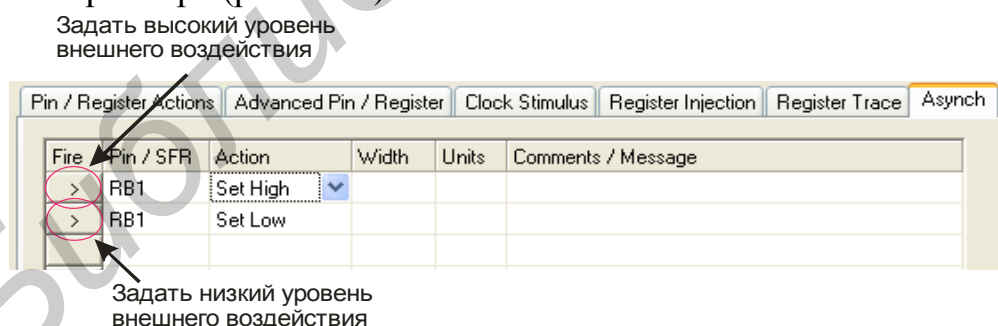 Задать высокий уровень
внешнего воздействия
Pin / Register Actions Advanced Pin / Register Clock Stimulus Register Injection Register Trace Asynch
Fire Pin / SFR Action Width Units Comments / Message
> RB1 Set High
> RB1 Set Low
Задать низкий уровень
внешнего воздействия